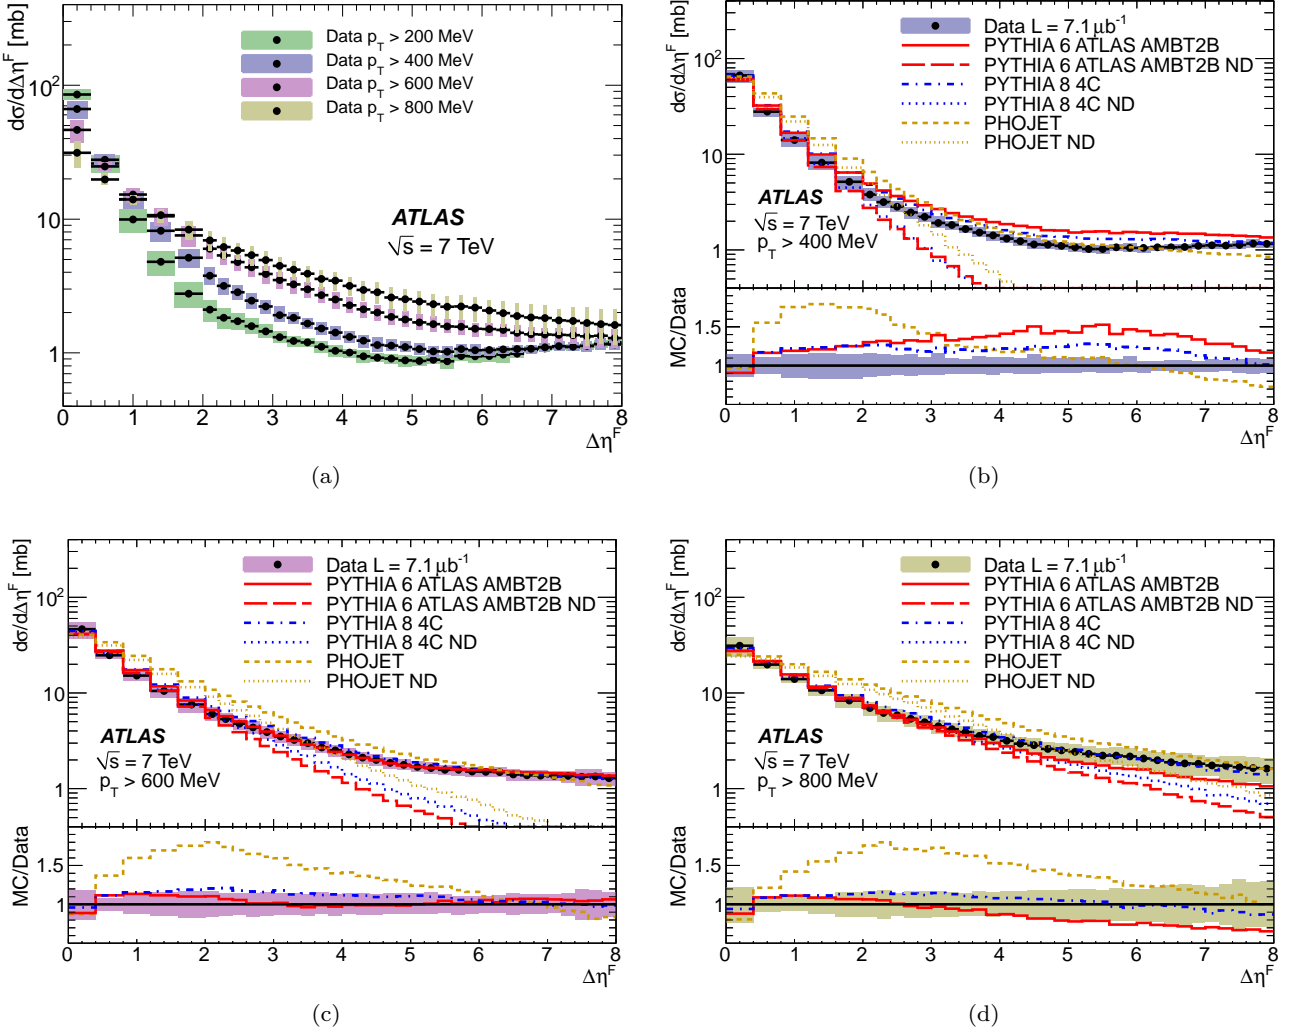 dσ/dΔη^F [mb]
10²
10
1
0 1 2 3 4 5 6 7 8
Δη^F
Data p_T > 200 MeV
Data p_T > 400 MeV
Data p_T > 600 MeV
Data p_T > 800 MeV
ATLAS
√s = 7 TeV
(a)
dσ/dΔη^F [mb]
10²
10
1
Data L = 7.1 μb⁻¹
PYTHIA 6 ATLAS AMBT2B
PYTHIA 6 ATLAS AMBT2B ND
PYTHIA 8 4C
PYTHIA 8 4C ND
PHOJET
PHOJET ND
ATLAS
√s = 7 TeV
p_T > 400 MeV
MC/Data
1.5
1
0 1 2 3 4 5 6 7 8
Δη^F
(b)
dσ/dΔη^F [mb]
10²
10
1
Data L = 7.1 μb⁻¹
PYTHIA 6 ATLAS AMBT2B
PYTHIA 6 ATLAS AMBT2B ND
PYTHIA 8 4C
PYTHIA 8 4C ND
PHOJET
PHOJET ND
ATLAS
√s = 7 TeV
p_T > 600 MeV
MC/Data
1.5
1
0 1 2 3 4 5 6 7 8
Δη^F
(c)
dσ/dΔη^F [mb]
10²
10
1
Data L = 7.1 μb⁻¹
PYTHIA 6 ATLAS AMBT2B
PYTHIA 6 ATLAS AMBT2B ND
PYTHIA 8 4C
PYTHIA 8 4C ND
PHOJET
PHOJET ND
ATLAS
√s = 7 TeV
p_T > 800 MeV
MC/Data
1.5
1
0 1 2 3 4 5 6 7 8
Δη^F
(d)